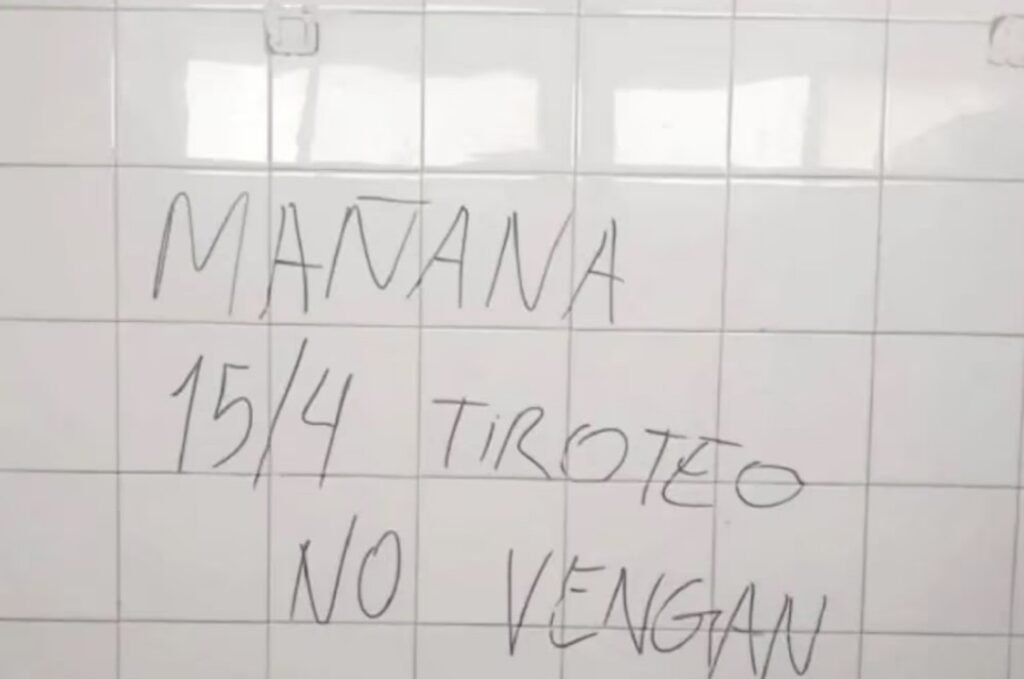 MAÑANA
15/4 TIROTEO
NO VENGAN